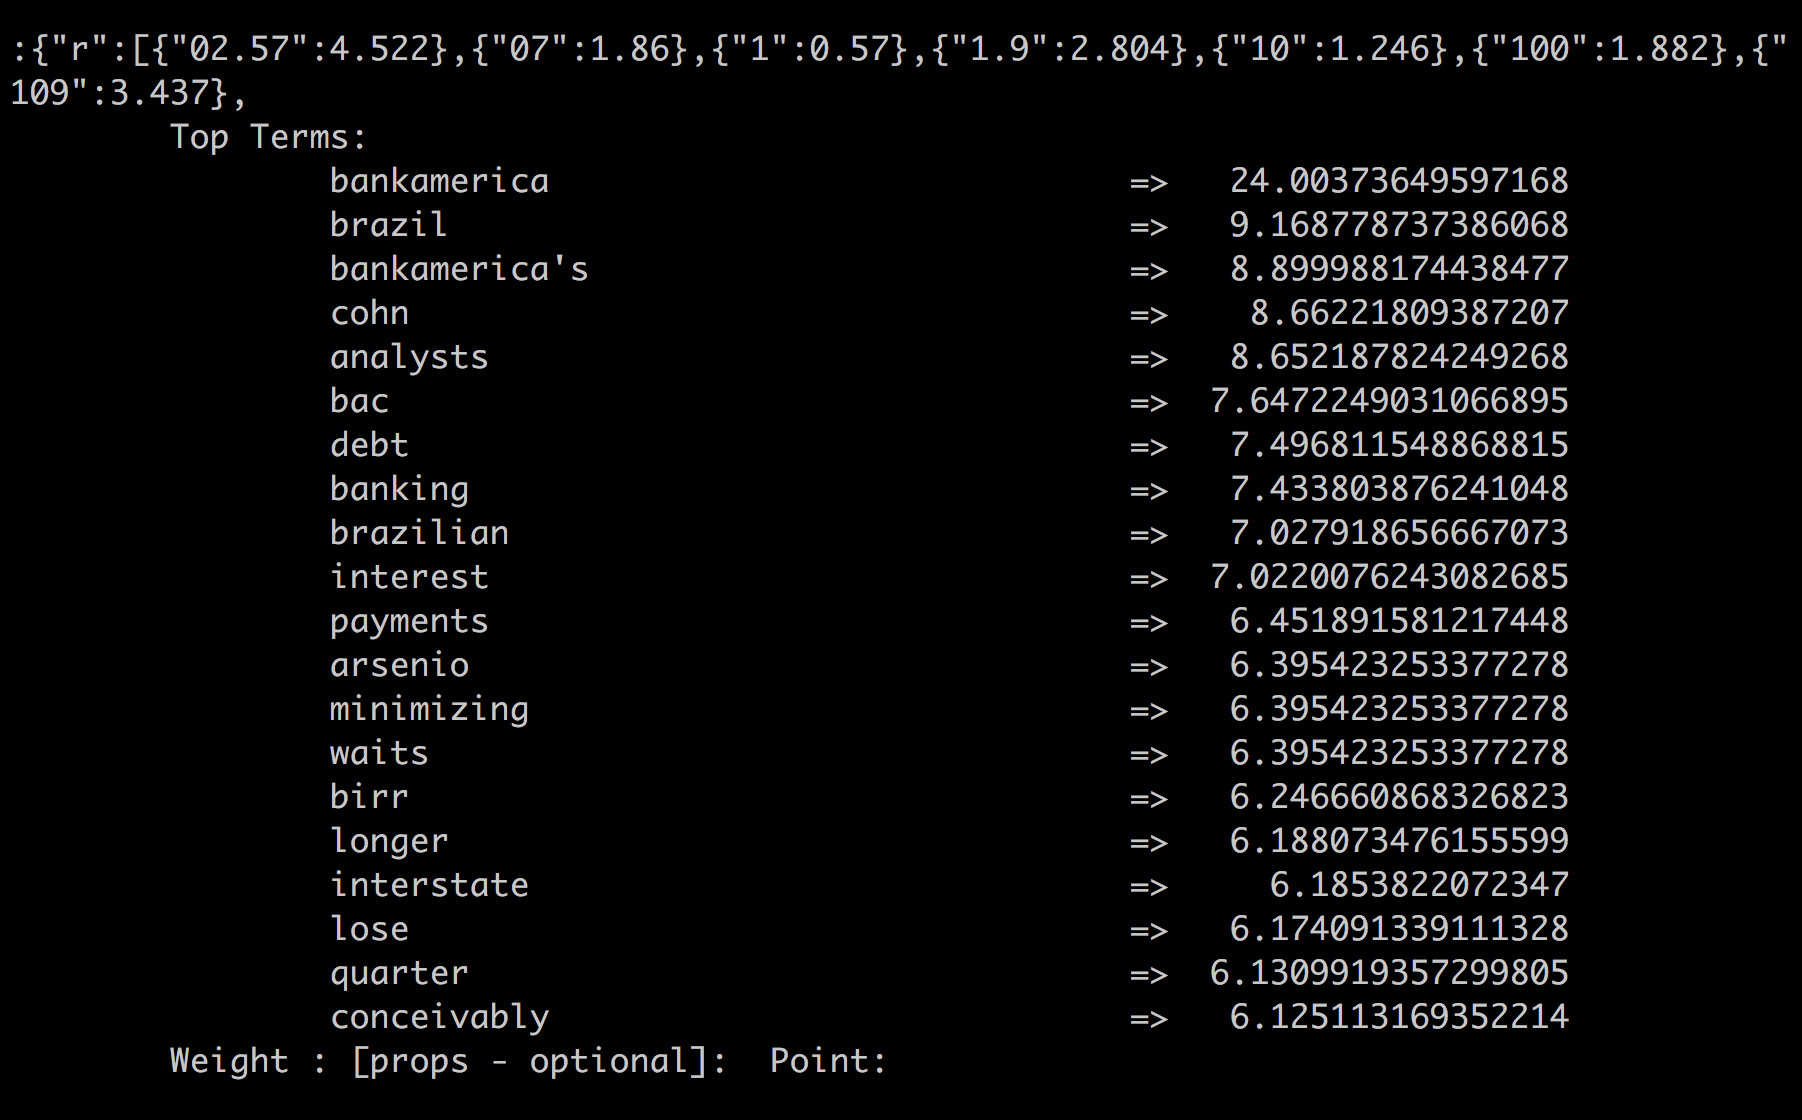 :{"r":[{"02.57":4.522},{"07":1.86},{"1":0.57},{"1.9":2.804},{"10":1.246},{"100":1.882},{"
109":3.437},
Top Terms:
bankamerica => 24.00373649597168
brazil => 9.168778737386068
bankamerica's => 8.899988174438477
cohn => 8.66221809387207
analysts => 8.652187824249268
bac => 7.6472249031066895
debt => 7.496811548868815
banking => 7.433803876241048
brazilian => 7.027918656667073
interest => 7.0220076243082685
payments => 6.451891581217448
arsenio => 6.395423253377278
minimizing => 6.395423253377278
waits => 6.395423253377278
birr => 6.246660868326823
longer => 6.188073476155599
interstate => 6.1853822072347
lose => 6.174091339111328
quarter => 6.1309919357299805
conceivably => 6.125113169352214
Weight : [props - optional]:  Point: